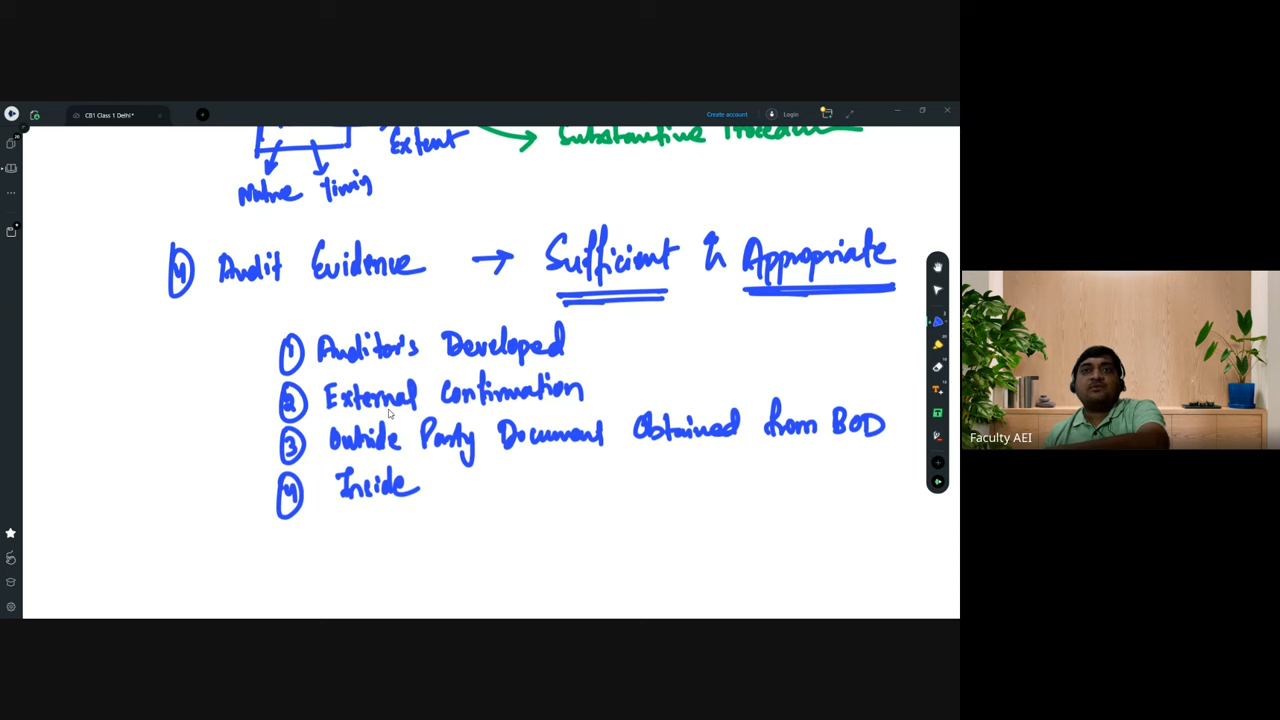 CB1 Class 1 Delhi*
Create account
Login
Extent
Substantive Procedure
Nature Timing
4 Audit Evidence → Sufficient & Appropriate
1 Auditor's Developed
2 External Confirmation
3 Outside Party Document Obtained from BOD
4 Inside
Faculty AEI